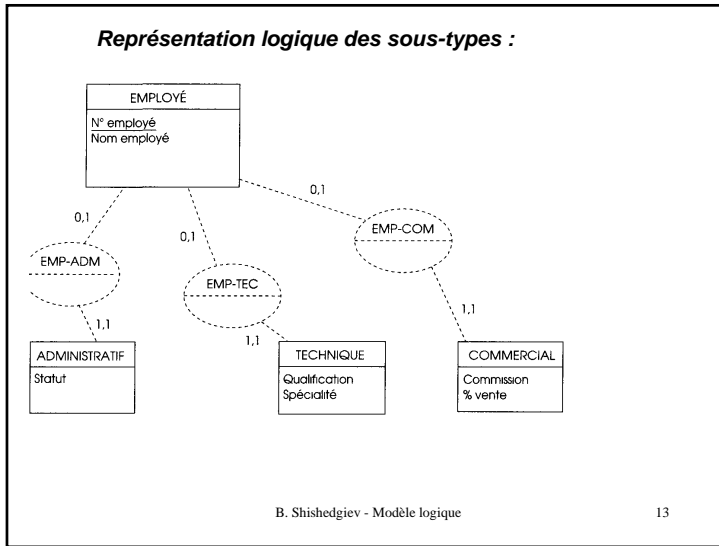 Représentation logique des sous-types :
EMPLOYÉ
N° employé
Nom employé
0,1
0,1
0,1
EMP-COM
EMP-ADM
EMP-TEC
1,1
1,1
1,1
ADMINISTRATIF
TECHNIQUE
COMMERCIAL
Statut
Qualification
Commission
Spécialité
% vente
B. Shishedgiev - Modèle logique
13